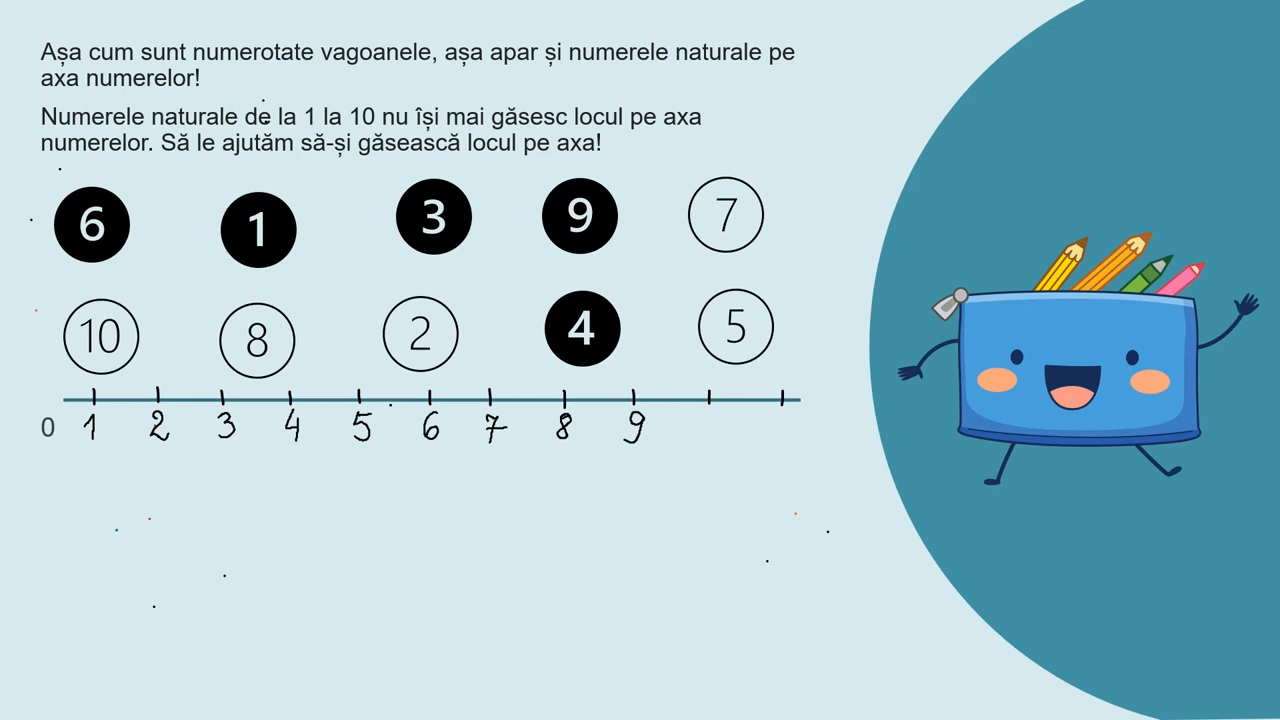 Așa cum sunt numerotate vagoanele, așa apar și numerele naturale pe
axa numerelor!
Numerele naturale de la 1 la 10 nu își mai găsesc locul pe axa
numerelor. Să le ajutăm să-și găsească locul pe axa!
6 1 3 9 7
10 8 2 4 5
0 1 2 3 4 5 6 7 8 9